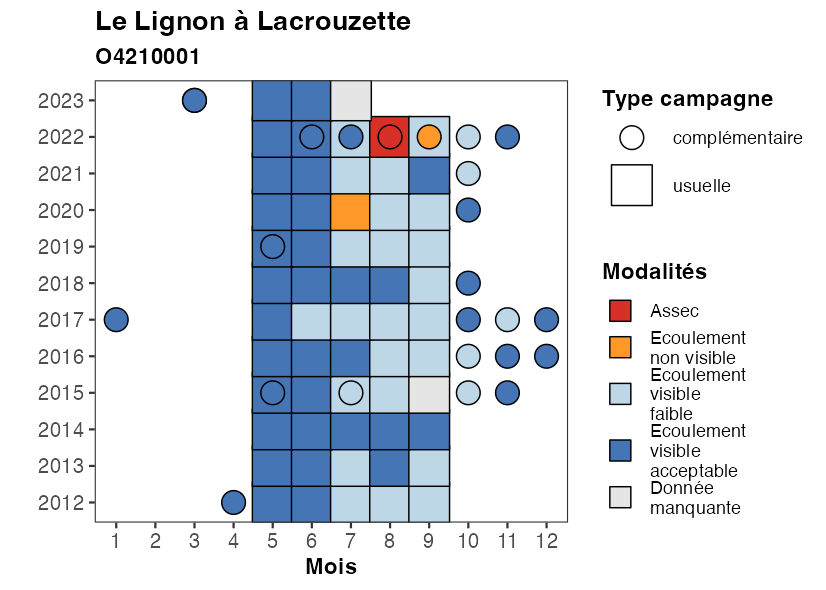 Le Lignon à Lacrouzette
O4210001
2023
2022
2021
2020
2019
2018
2017
2016
2015
2014
2013
2012
1 2 3 4 5 6 7 8 9 10 11 12
Mois
Type campagne
complémentaire
usuelle
Modalités
Assec
Ecoulement
non visible
Ecoulement
visible
faible
Ecoulement
visible
acceptable
Donnée
manquante